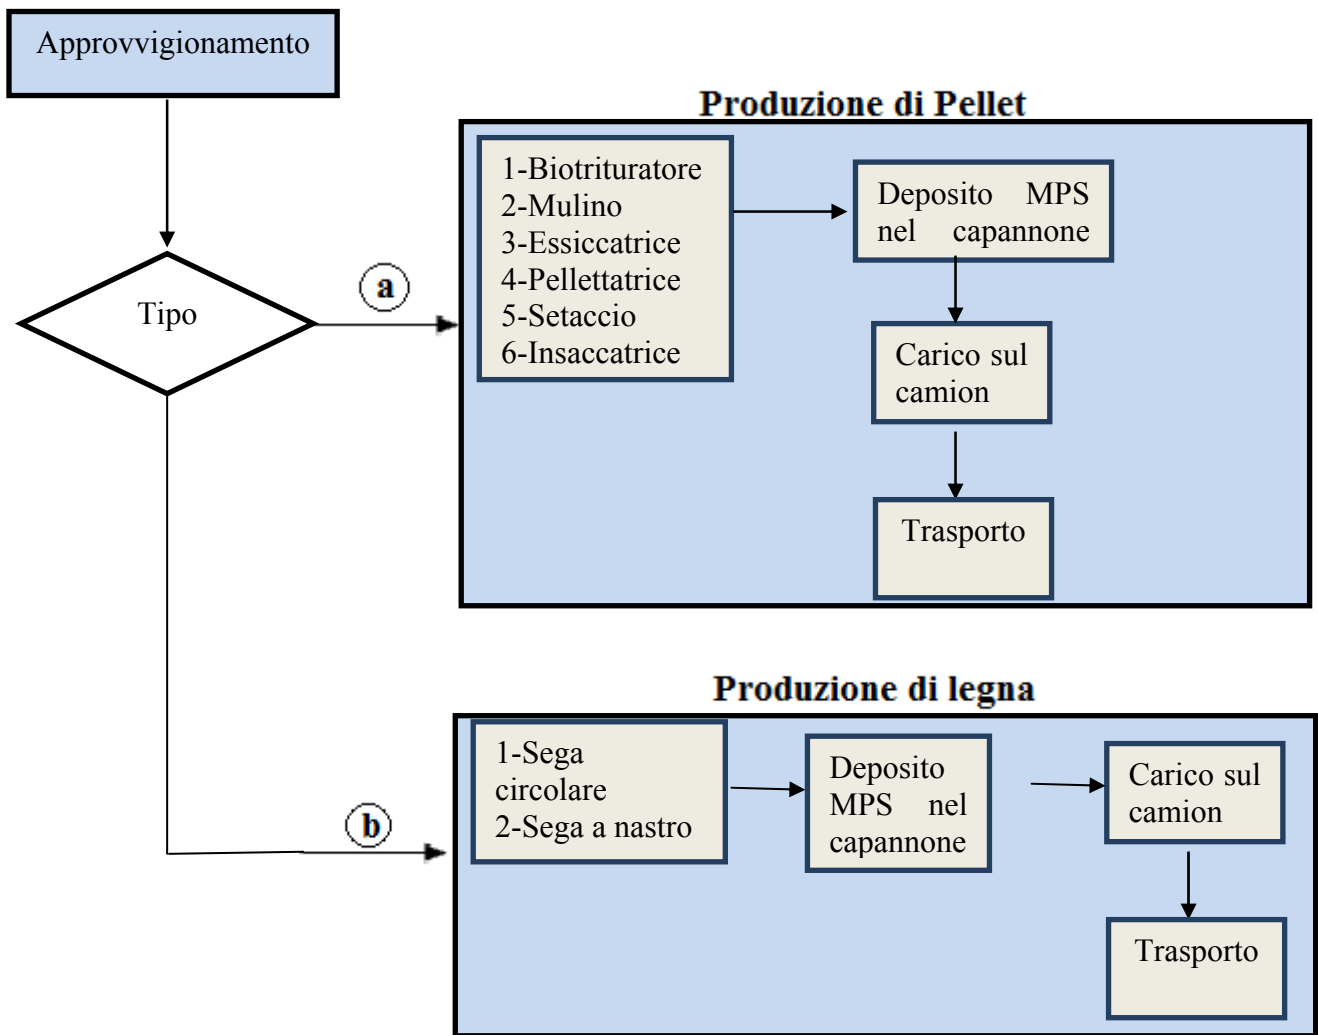 Approvvigionamento
Tipo
a
Produzione di Pellet
1-Biotrituratore
2-Mulino
3-Essiccatrice
4-Pellettatrice
5-Setaccio
6-Insaccatrice
Deposito MPS
nel capannone
Carico sul
camion
Trasporto
b
Produzione di legna
1-Sega
circolare
2-Sega a nastro
Deposito
MPS nel
capannone
Carico sul
camion
Trasporto